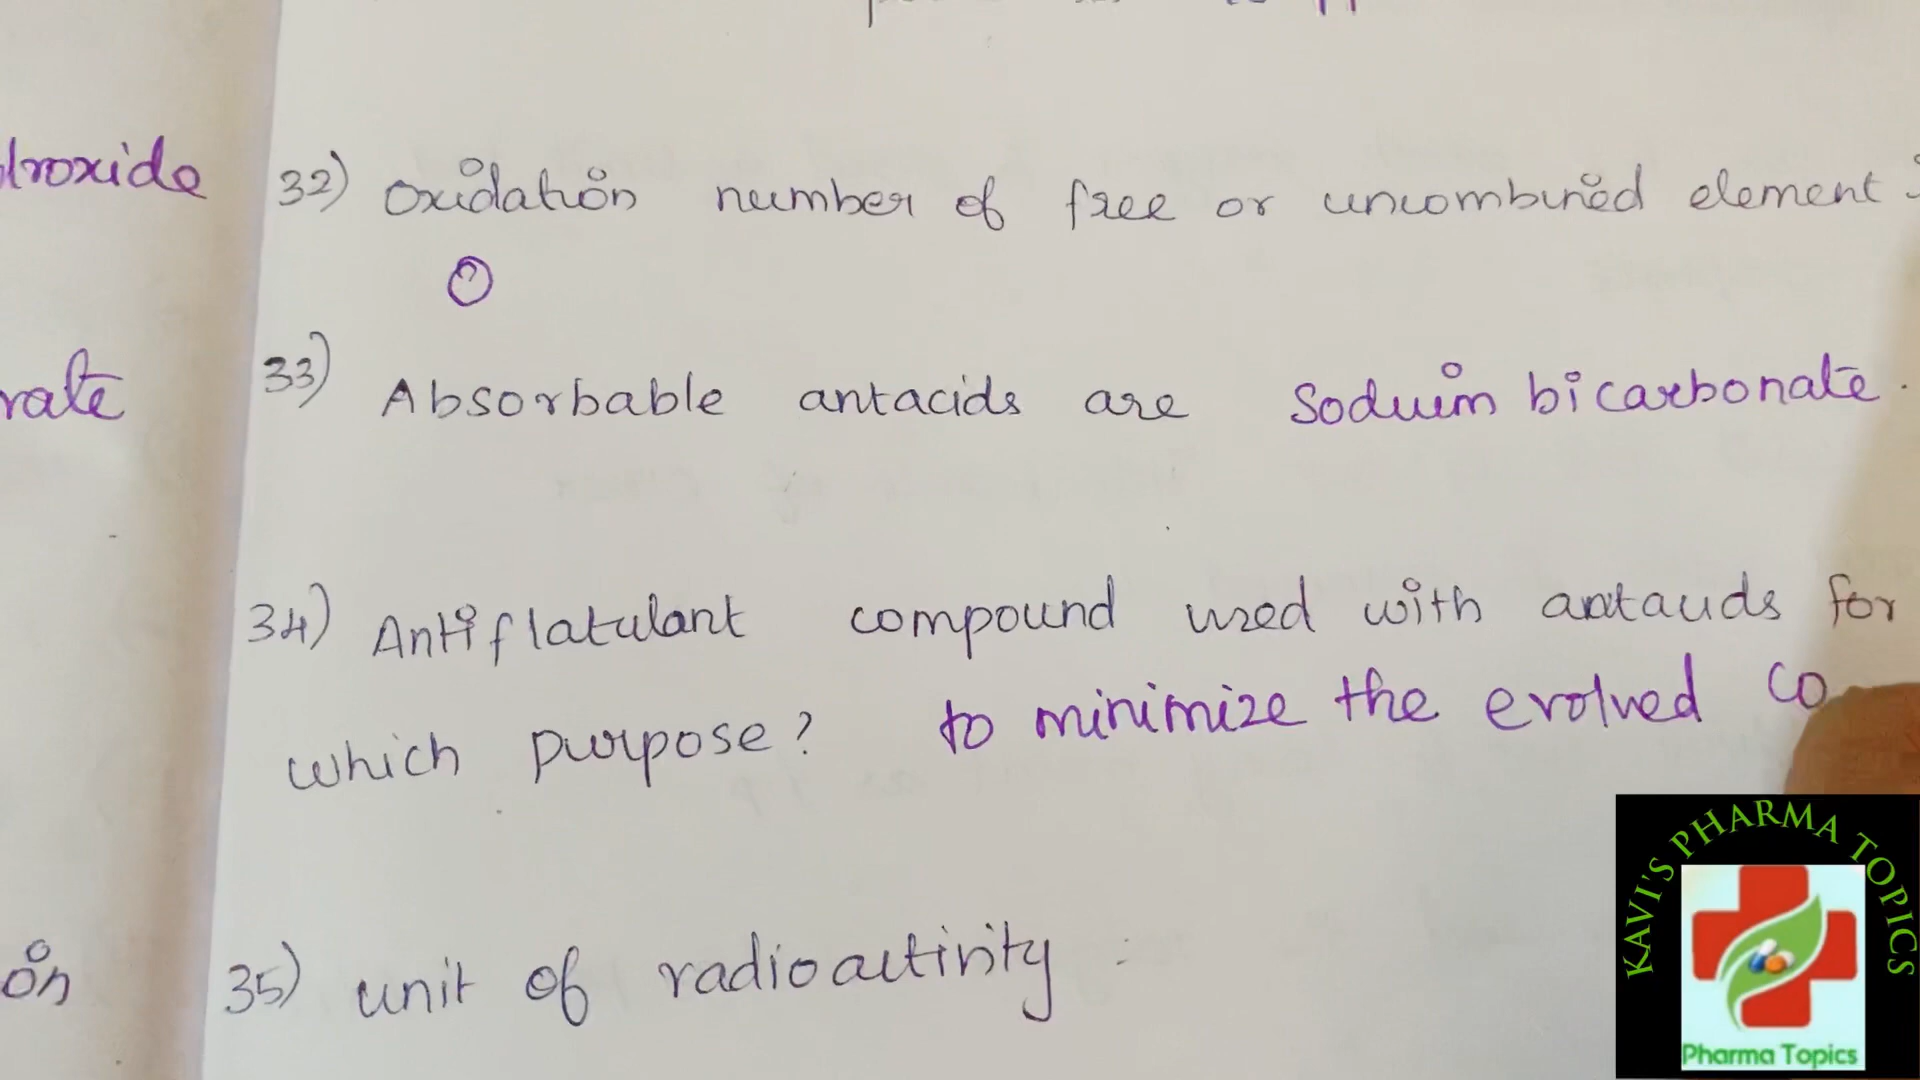 droxide
32) Oxidation number of free or uncombined element
0
33) Absorbable antacids are Sodium bicarbonate.
rate
34) Antiflatulant compound used with antacids for
which purpose? to minimize the evolved CO
35) unit of radioactivity :
on
KAVI'S PHARMA TOPICS
Pharma Topics